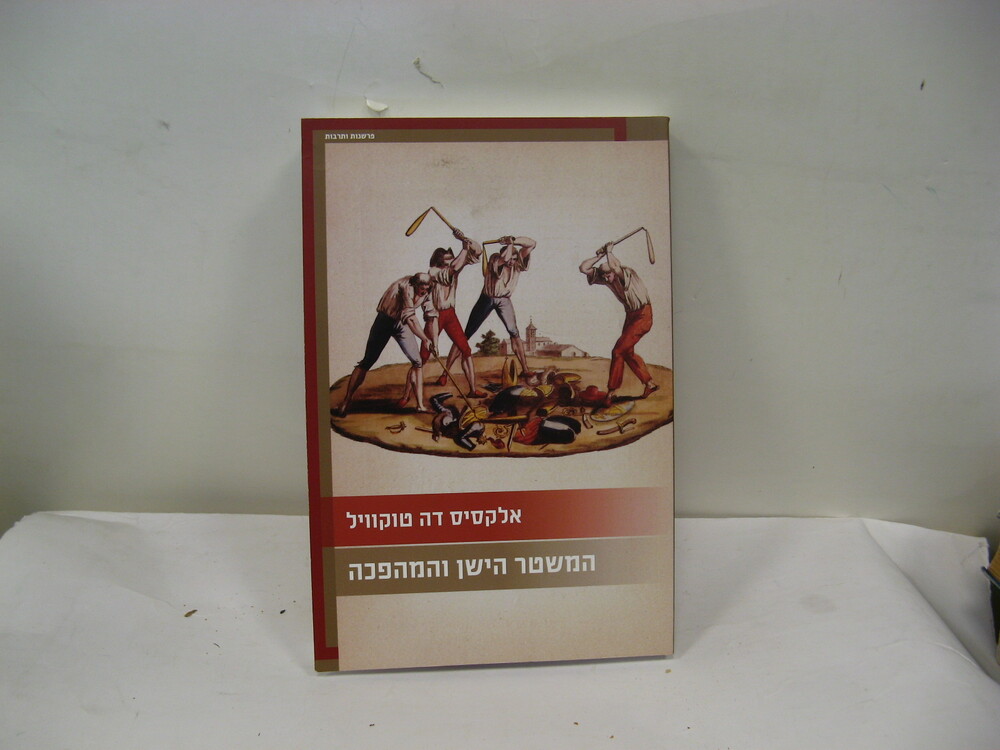 פרשנות ותרבות
אלקסיס דה טוקוויל
המשטר הישן והמהפכה